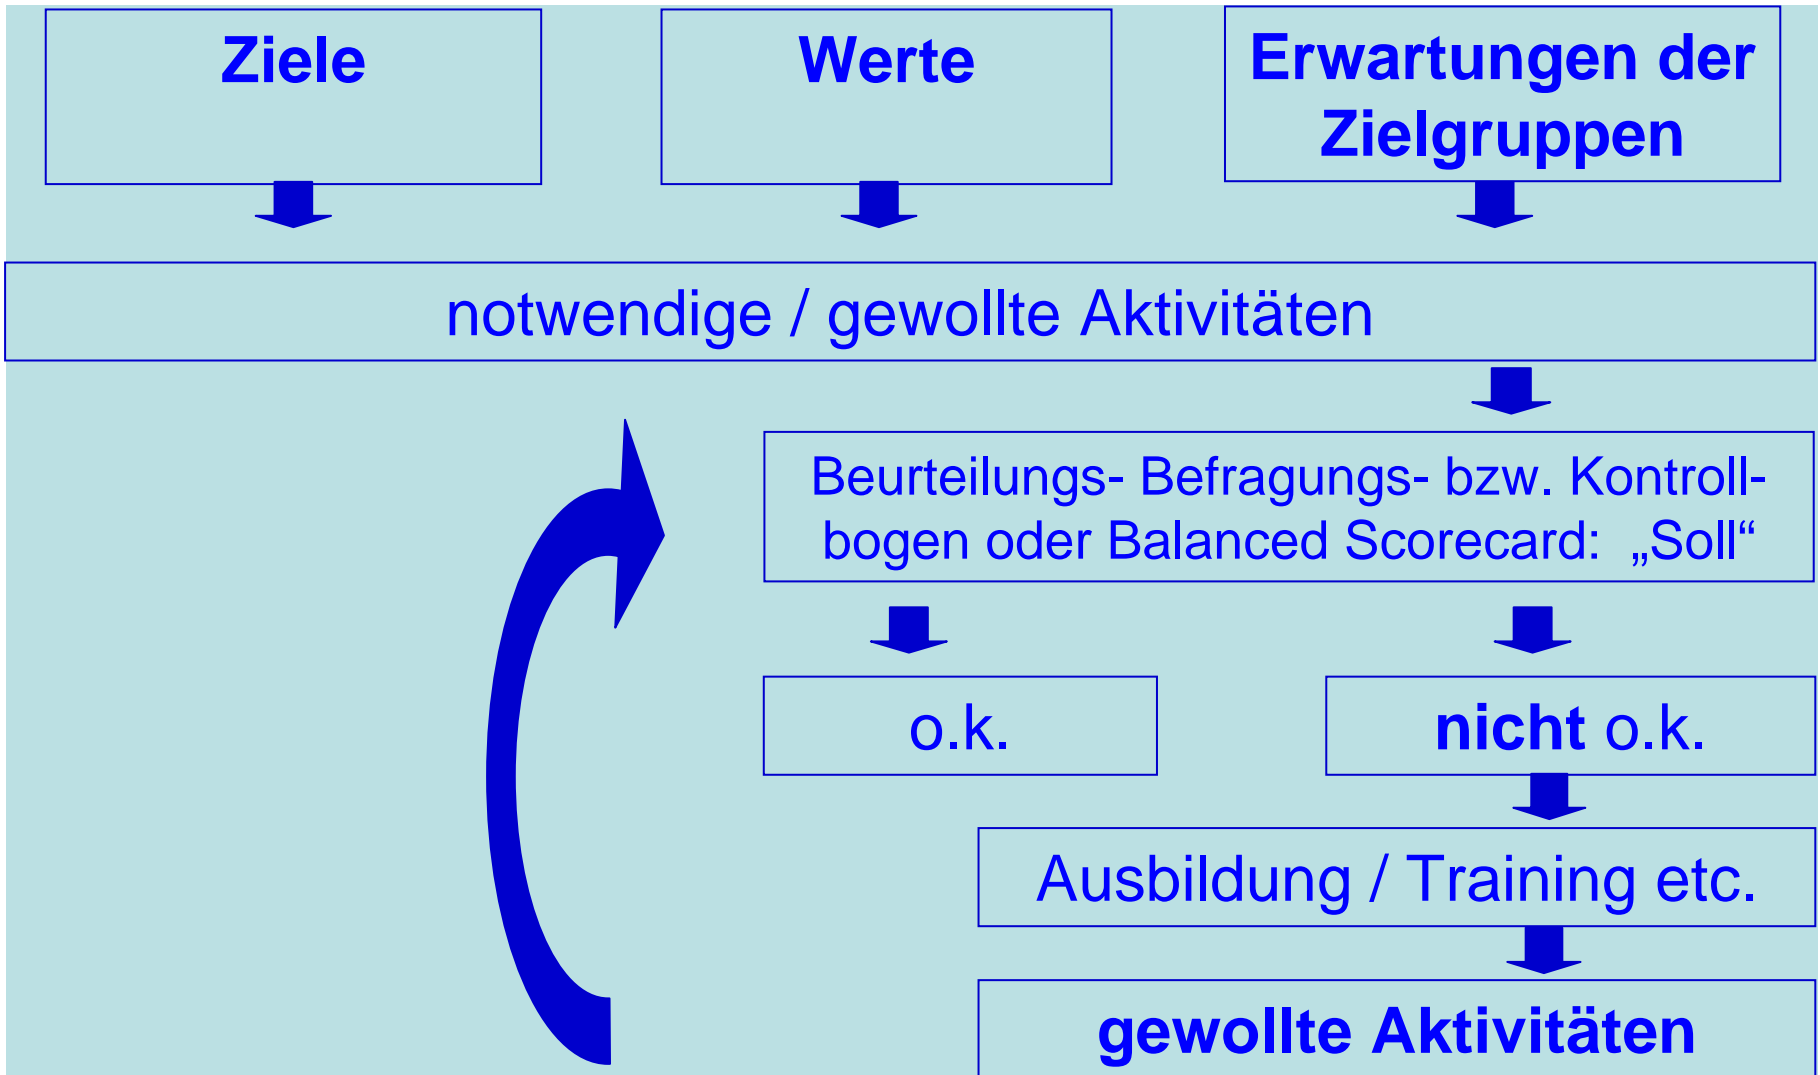 Ziele
Werte
Erwartungen der
Zielgruppen
notwendige / gewollte Aktivitäten
Beurteilungs- Befragungs- bzw. Kontroll-
bogen oder Balanced Scorecard: „Soll“
o.k.
nicht o.k.
Ausbildung / Training etc.
gewollte Aktivitäten